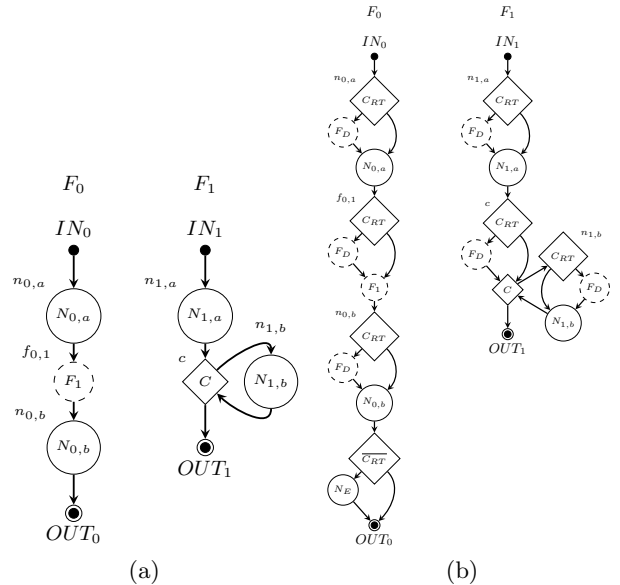 F_0
F_1
IN_0
IN_1
n_{0,a}
N_{0,a}
n_{1,a}
N_{1,a}
f_{0,1}
F_1
c
C
n_{1,b}
N_{1,b}
n_{0,b}
N_{0,b}
OUT_1
OUT_0
(a)
F_0
F_1
IN_0
IN_1
n_{0,a}
C_{RT}
n_{1,a}
C_{RT}
F_D
F_D
N_{0,a}
N_{1,a}
f_{0,1}
C_{RT}
c
C_{RT}
n_{1,b}
C_{RT}
F_D
F_D
F_D
F_1
C
N_{1,b}
n_{0,b}
C_{RT}
OUT_1
F_D
N_{0,b}
\overline{C_{RT}}
N_E
OUT_0
(b)